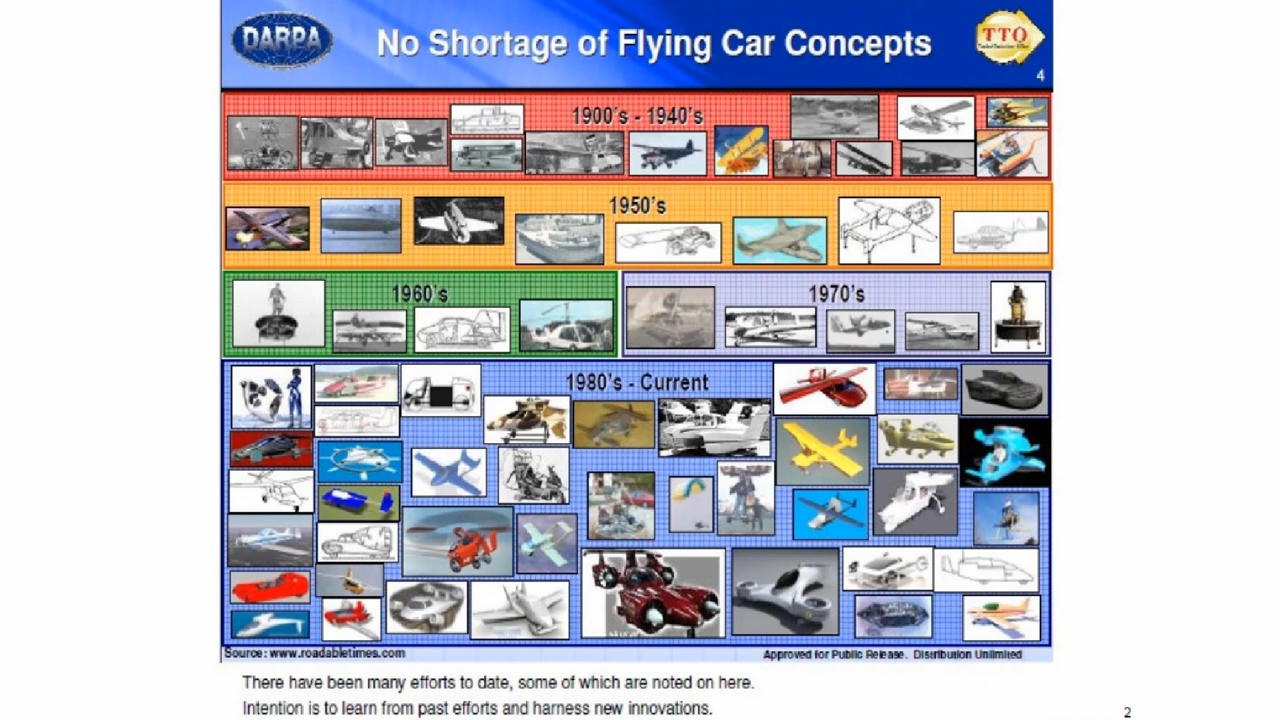 DARPA
No Shortage of Flying Car Concepts
TTO
4
1900's - 1940's
1950's
1960's
1970's
1980's - Current
Source: www.roadabletimes.com
Approved for Public Release. Distribution Unlimited
There have been many efforts to date, some of which are noted on here.
Intention is to learn from past efforts and harness new innovations.
2